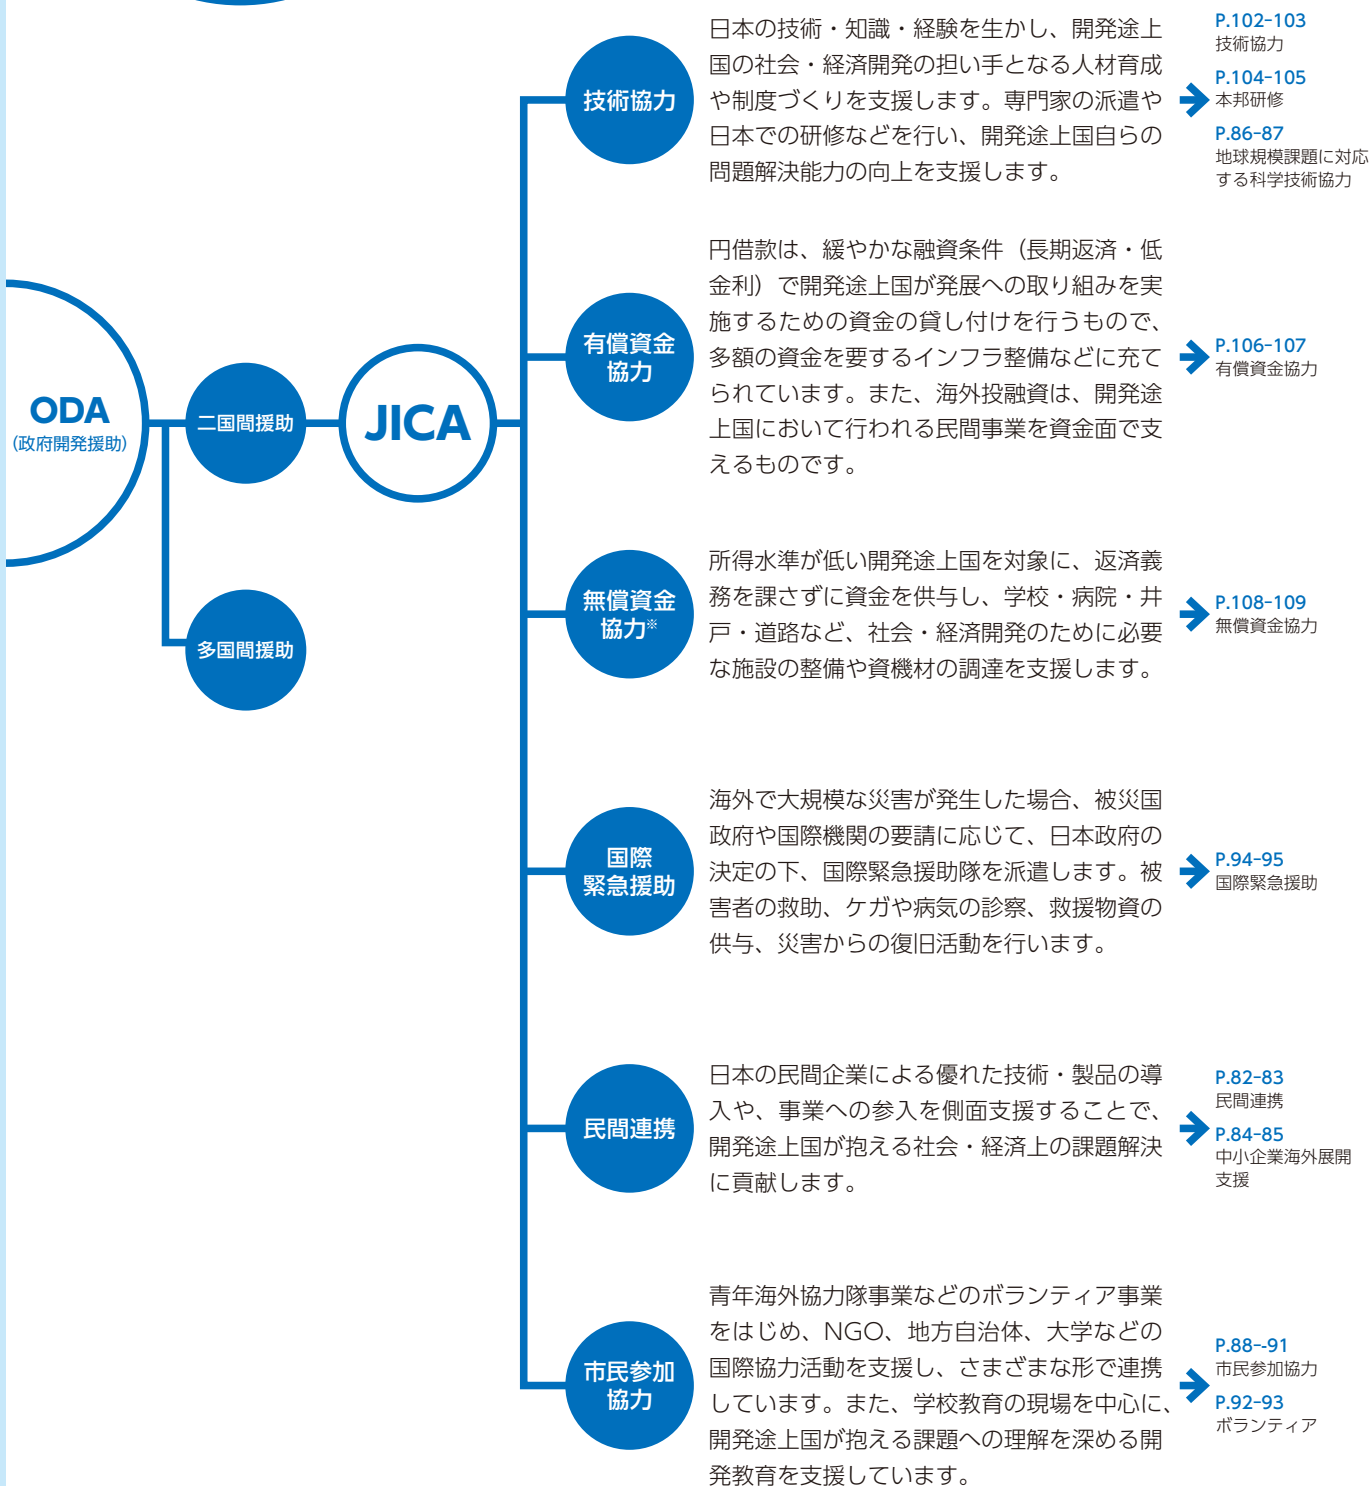 ODA
(政府開発援助)
二国間援助
多国間援助
JICA
技術協力
日本の技術・知識・経験を生かし、開発途上
国の社会・経済開発の担い手となる人材育成
や制度づくりを支援します。専門家の派遣や
日本での研修などを行い、開発途上国自らの
問題解決能力の向上を支援します。
P.102-103
技術協力
P.104-105
本邦研修
P.86-87
地球規模課題に対応
する科学技術協力
有償資金
協力
円借款は、緩やかな融資条件（長期返済・低
金利）で開発途上国が発展への取り組みを実
施するための資金の貸し付けを行うもので、
多額の資金を要するインフラ整備などに充て
られています。また、海外投融資は、開発途
上国において行われる民間事業を資金面で支
えるものです。
P.106-107
有償資金協力
無償資金
協力※
所得水準が低い開発途上国を対象に、返済義
務を課さずに資金を供与し、学校・病院・井
戸・道路など、社会・経済開発のために必要
な施設の整備や資機材の調達を支援します。
P.108-109
無償資金協力
国際
緊急援助
海外で大規模な災害が発生した場合、被災国
政府や国際機関の要請に応じて、日本政府の
決定の下、国際緊急援助隊を派遣します。被
害者の救助、ケガや病気の診察、救援物資の
供与、災害からの復旧活動を行います。
P.94-95
国際緊急援助
民間連携
日本の民間企業による優れた技術・製品の導
入や、事業への参入を側面支援することで、
開発途上国が抱える社会・経済上の課題解決
に貢献します。
P.82-83
民間連携
P.84-85
中小企業海外展開
支援
市民参加
協力
青年海外協力隊事業などのボランティア事業
をはじめ、NGO、地方自治体、大学などの
国際協力活動を支援し、さまざまな形で連携
しています。また、学校教育の現場を中心に、
開発途上国が抱える課題への理解を深める開
発教育を支援しています。
P.88--91
市民参加協力
P.92-93
ボランティア